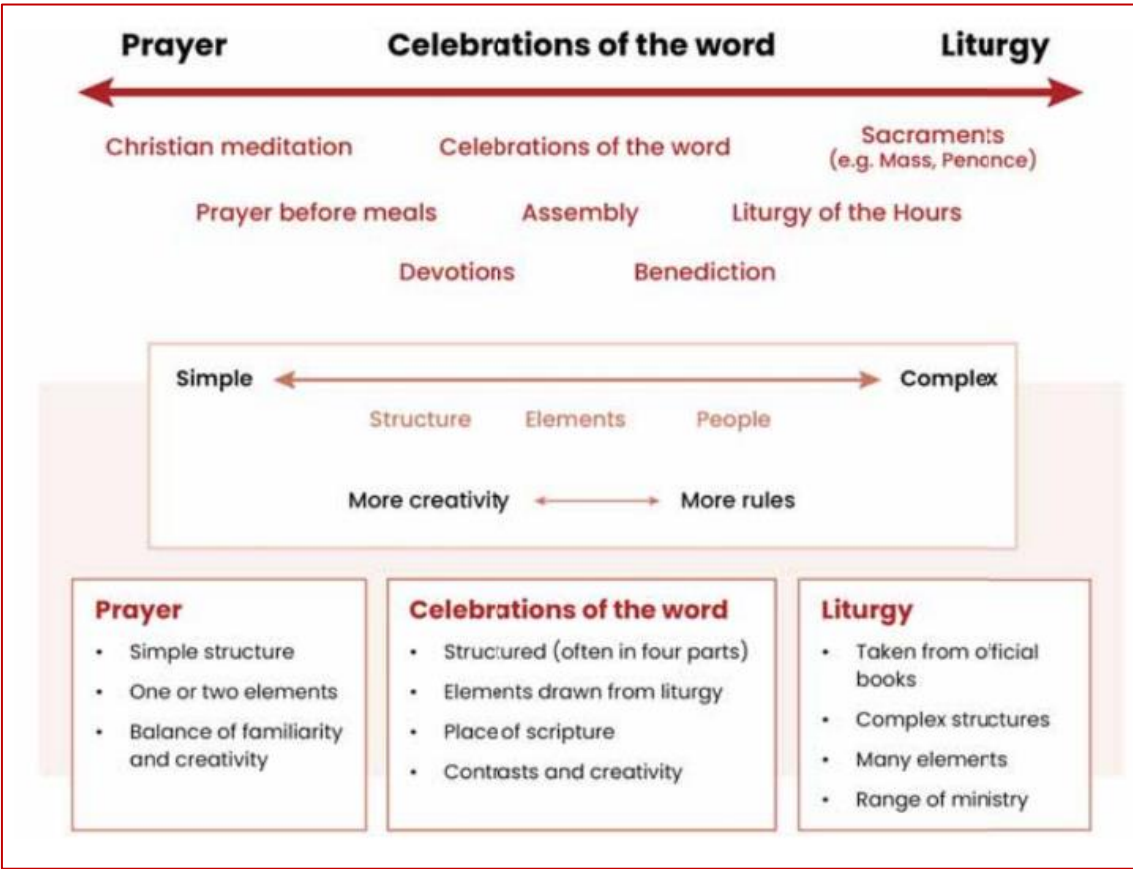 Prayer Celebrations of the word Liturgy
Christian meditation Celebrations of the word Sacraments
(e.g. Mass, Penance)
Prayer before meals Assembly Liturgy of the Hours
Devotions Benediction
Simple Complex
Structure Elements People
More creativity More rules
Prayer
• Simple structure
• One or two elements
• Balance of familiarity
and creativity
Celebrations of the word
• Structured (often in four parts)
• Elements drawn from liturgy
• Place of scripture
• Contrasts and creativity
Liturgy
• Taken from official
books
• Complex structures
• Many elements
• Range of ministry